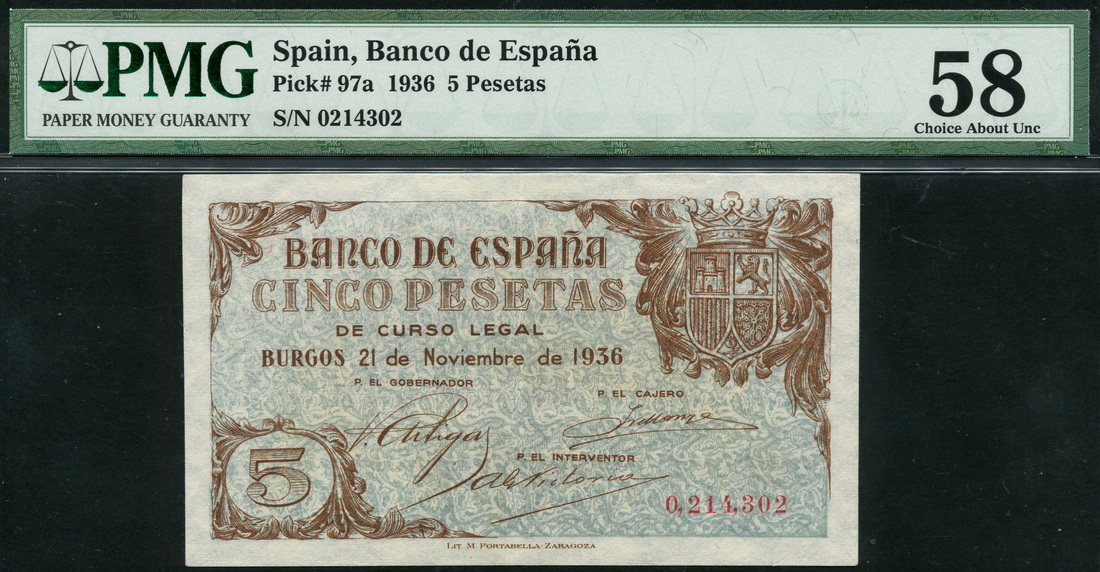 PMG
PAPER MONEY GUARANTY
Spain, Banco de España
Pick# 97a 1936 5 Pesetas
S/N 0214302
58
Choice About Unc
BANCO DE ESPAÑA
CINCO PESETAS
DE CURSO LEGAL
BURGOS 21 de Noviembre de 1936
P. EL GOBERNADOR
P. EL CAJERO
P. EL INTERVENTOR
5
0,214,302
LIT. M. PORTABELLA-ZARAGOZA